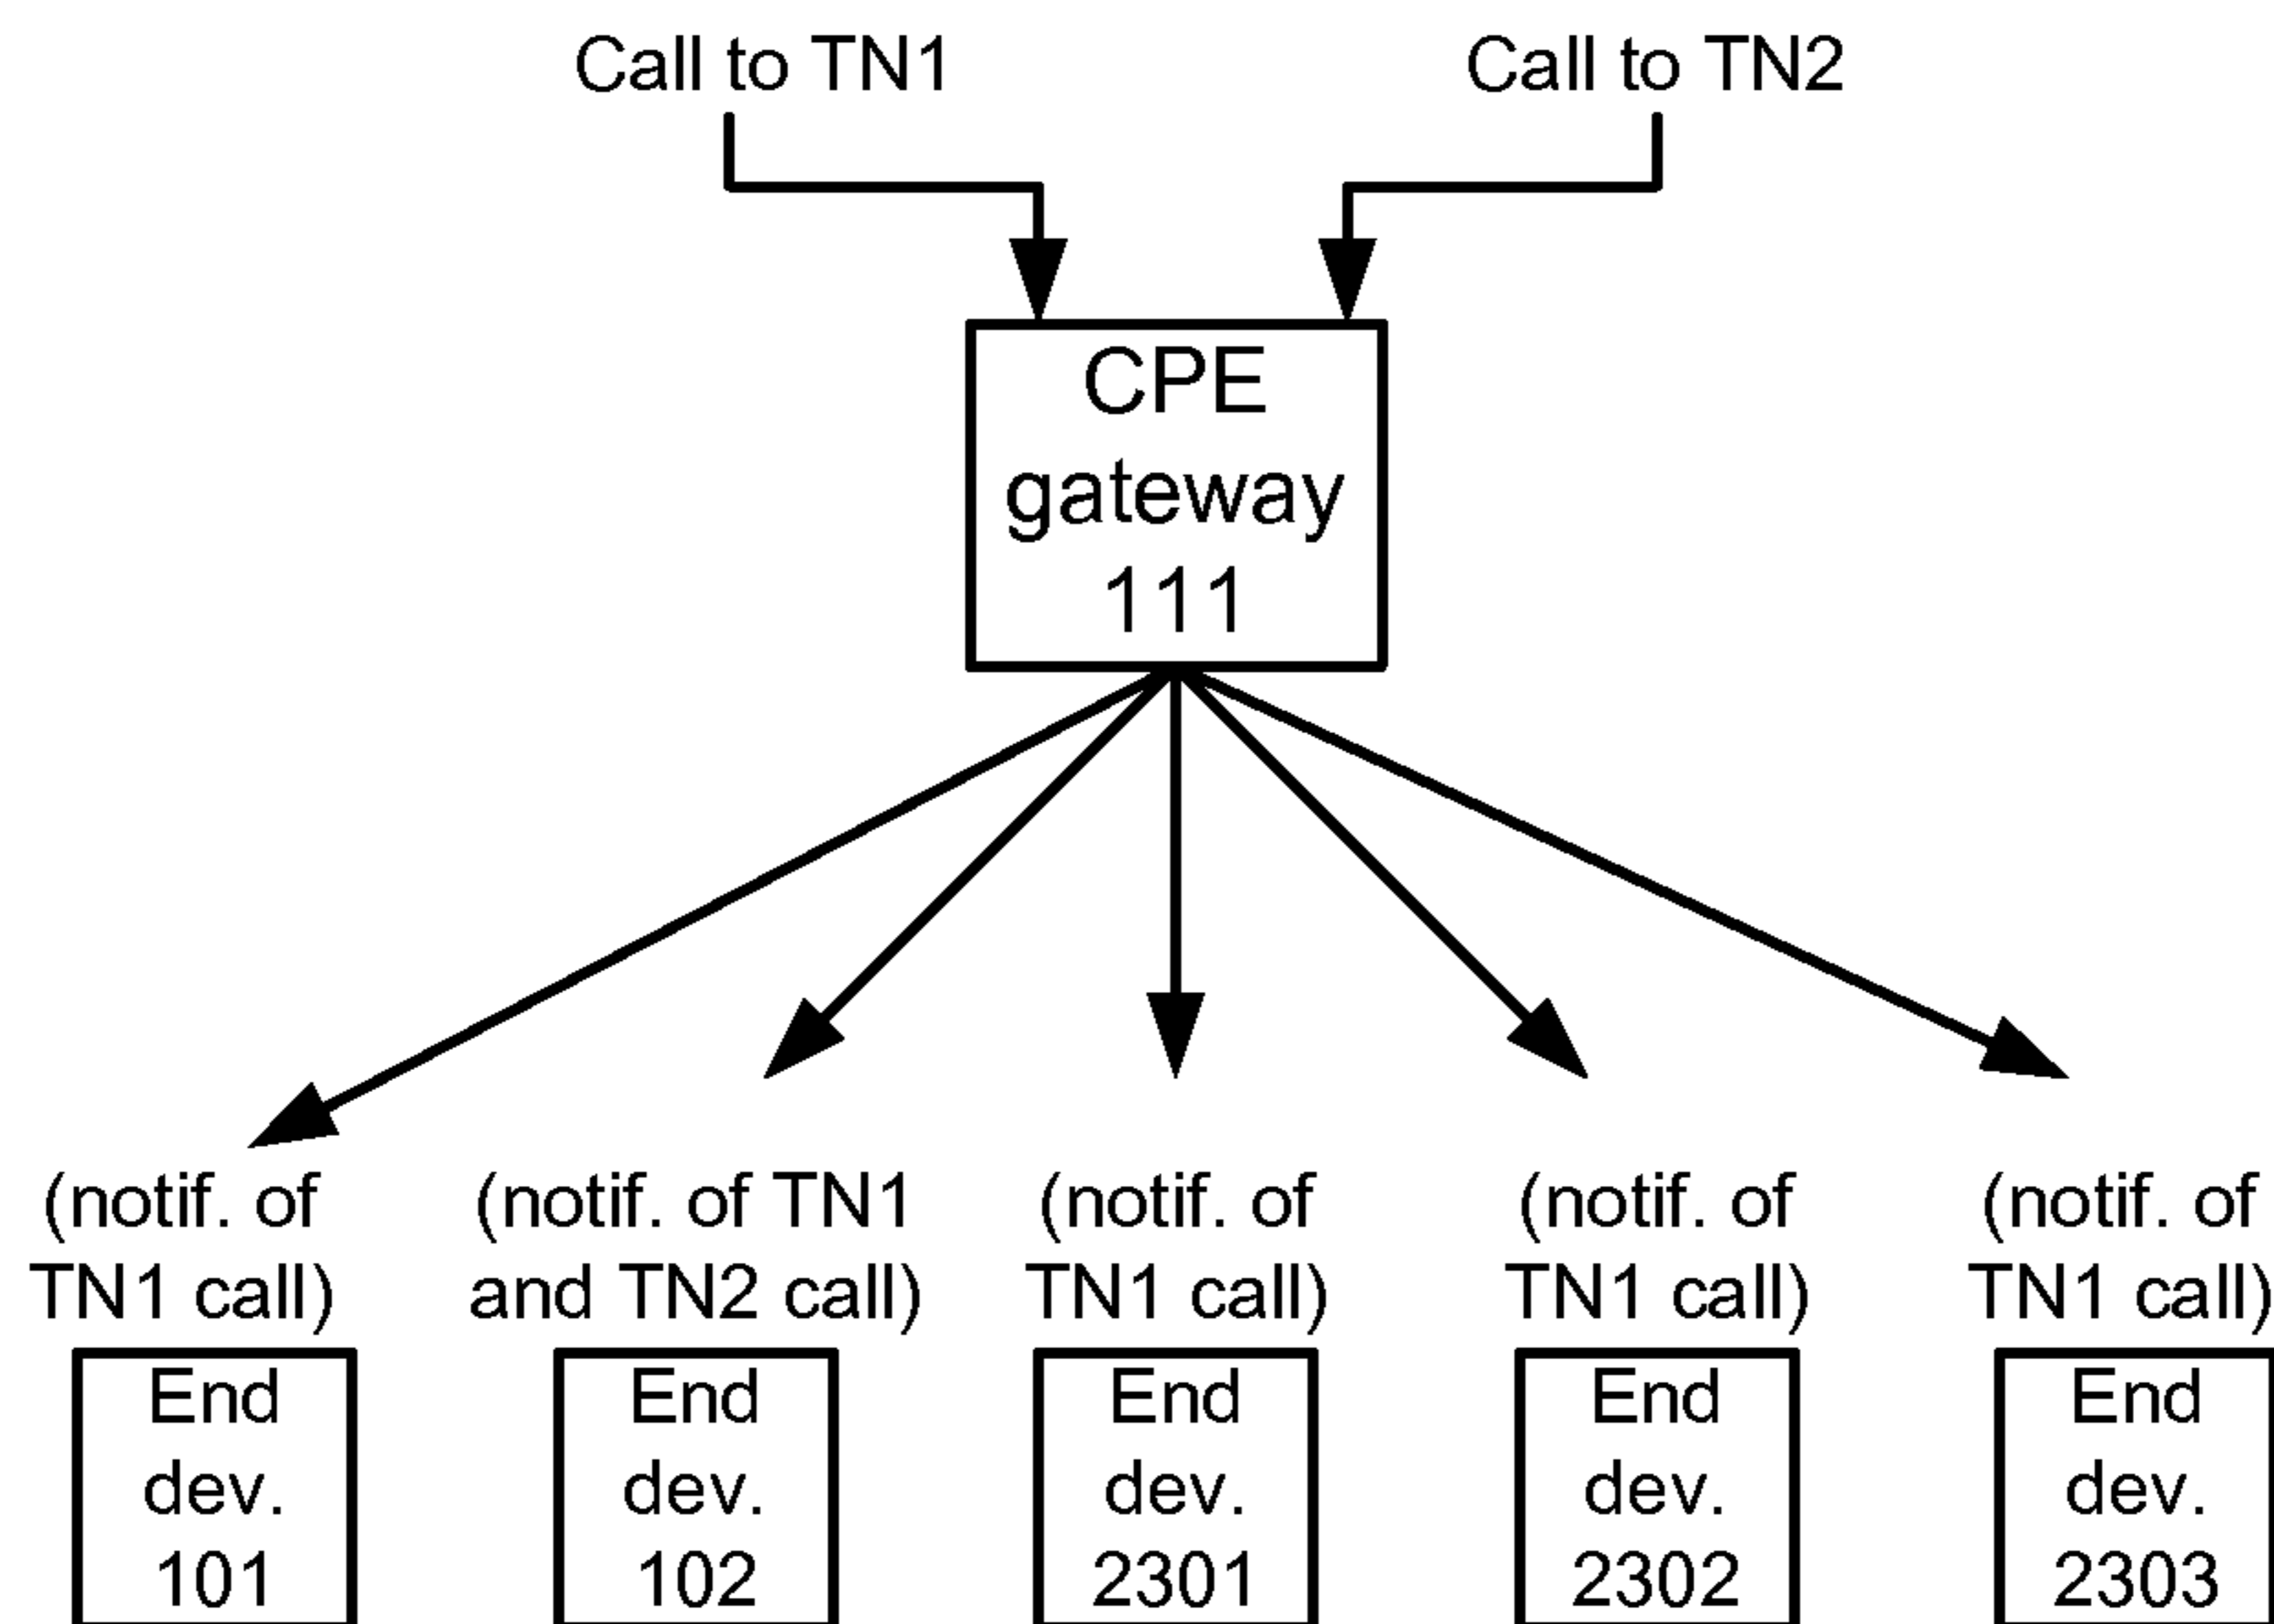 Call to TN1
Call to TN2
CPE
gateway
111
(notif. of
TN1 call)
(notif. of TN1
and TN2 call)
(notif. of
TN1 call)
(notif. of
TN1 call)
(notif. of
TN1 call)
End
dev.
101
End
dev.
102
End
dev.
2301
End
dev.
2302
End
dev.
2303